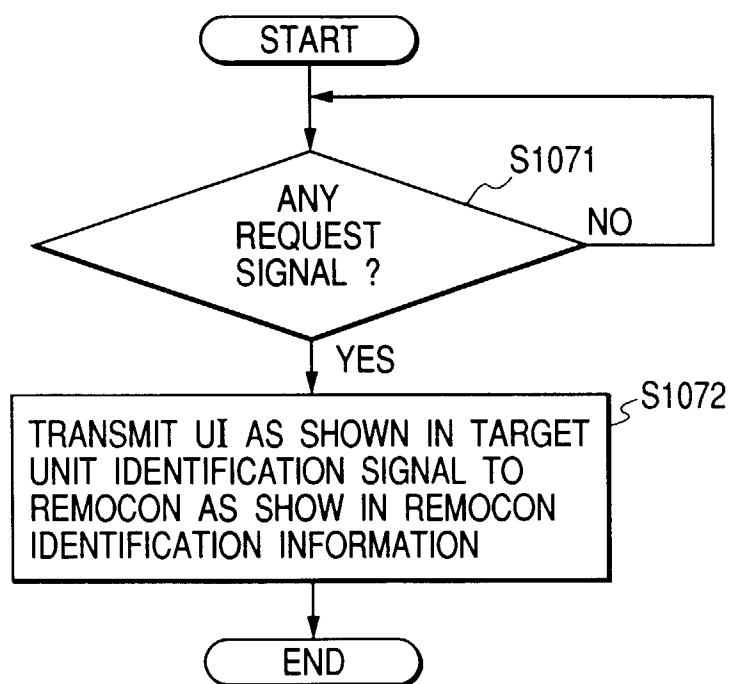 START
S1071
ANY
REQUEST
SIGNAL ?
NO
YES
S1072
TRANSMIT UI AS SHOWN IN TARGET
UNIT IDENTIFICATION SIGNAL TO
REMOCON AS SHOW IN REMOCON
IDENTIFICATION INFORMATION
END